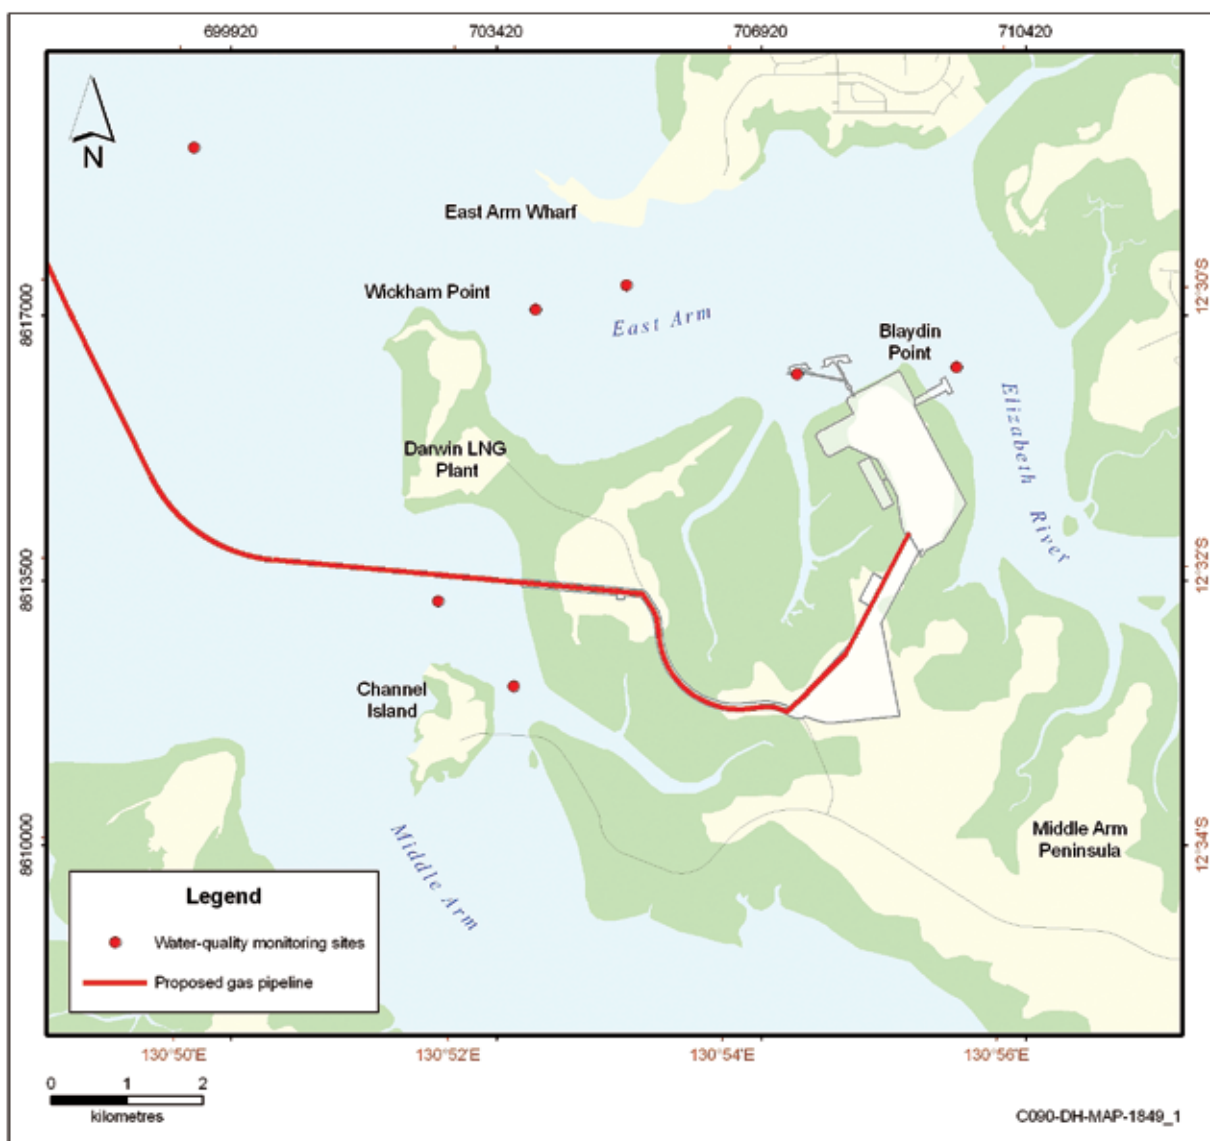 699920
703420
706920
710420
N
East Arm Wharf
Wickham Point
East Arm
Blaydin
Point
12°30'S
8617000
Elizabeth River
Darwin LNG
Plant
12°32'S
8613500
Channel
Island
Middle Arm
Middle Arm
Peninsula
12°34'S
8610000
Legend
Water-quality monitoring sites
Proposed gas pipeline
130°50'E
130°52'E
130°54'E
130°56'E
0 1 2
kilometres
C090-DH-MAP-1849_1